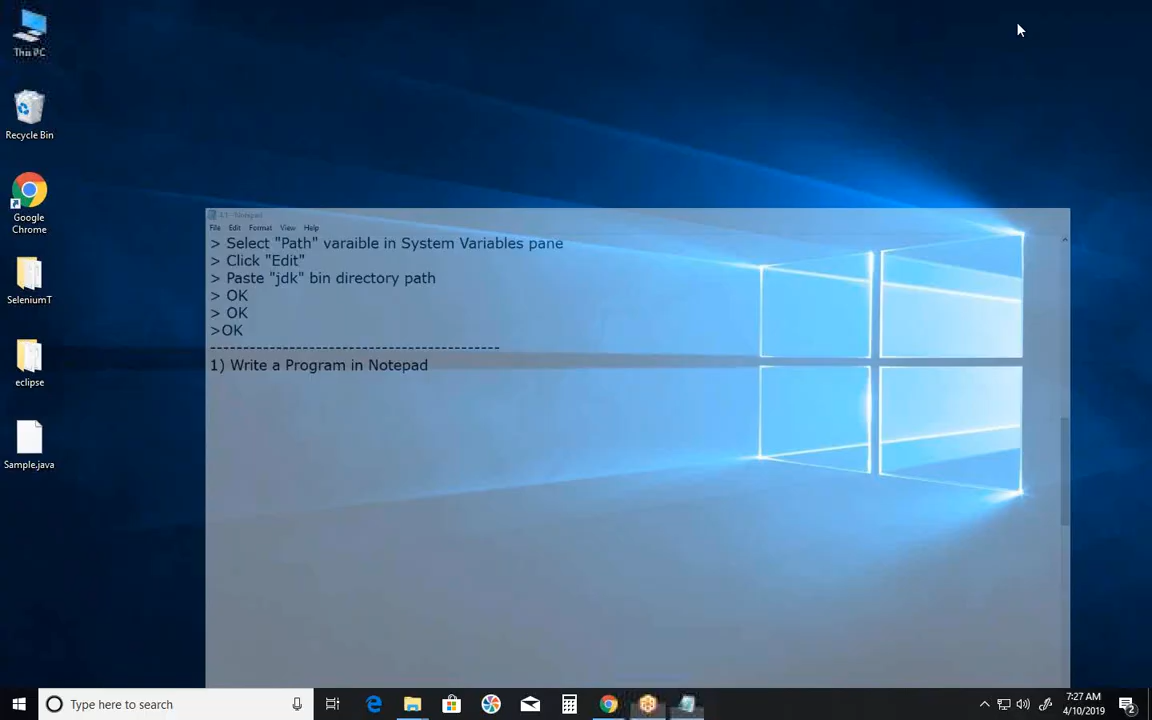 This PC
Recycle Bin
Google
Chrome
SeleniumT
eclipse
Sample.java
Notepad
File Edit Format View Help
> Select "Path" varaible in System Variables pane
> Click "Edit"
> Paste "jdk" bin directory path
> OK
> OK
>OK
--------------------------------------------
1) Write a Program in Notepad
Type here to search
7:27 AM
4/10/2019
2